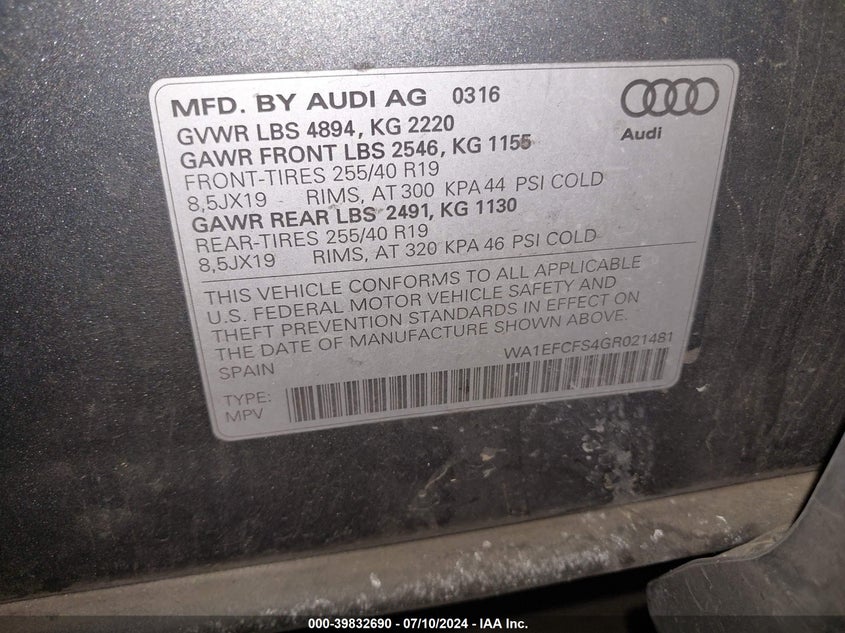 MFD. BY AUDI AG 0316
Audi
GVWR LBS 4894, KG 2220
GAWR FRONT LBS 2546, KG 1155
FRONT-TIRES 255/40 R19
8,5JX19 RIMS, AT 300 KPA 44 PSI COLD
GAWR REAR LBS 2491, KG 1130
REAR-TIRES 255/40 R19
8,5JX19 RIMS, AT 320 KPA 46 PSI COLD
THIS VEHICLE CONFORMS TO ALL APPLICABLE
U.S. FEDERAL MOTOR VEHICLE SAFETY AND
THEFT PREVENTION STANDARDS IN EFFECT ON
THE DATE OF MANUFACTURE SHOWN ABOVE.
SPAIN WA1EFCFS4GR021481
TYPE:
MPV
000-39832690 - 07/10/2024 - IAA Inc.